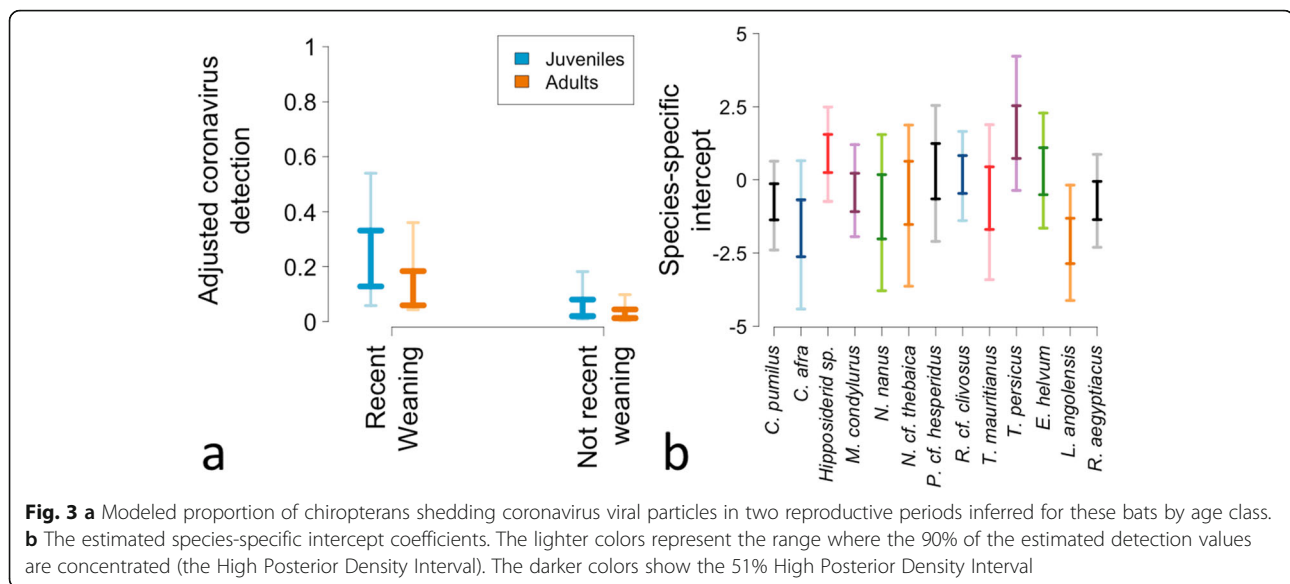 1
0.8
0.6
0.4
0.2
0
Adjusted coronavirus
detection
Juveniles
Adults
Recent
Weaning
Not recent
weaning
a
5
2.5
0
-2.5
-5
Species-specific
intercept
C. pumilus
C. afra
Hipposiderid sp.
M. condylurus
N. nanus
N. cf. thebaica
P. cf. hesperidus
R. cf. clivosus
T. mauritianus
T. persicus
E. helvum
L. angolensis
R. aegyptiacus
b
Fig. 3 a Modeled proportion of chiropterans shedding coronavirus viral particles in two reproductive periods inferred for these bats by age class.
b The estimated species-specific intercept coefficients. The lighter colors represent the range where the 90% of the estimated detection values
are concentrated (the High Posterior Density Interval). The darker colors show the 51% High Posterior Density Interval